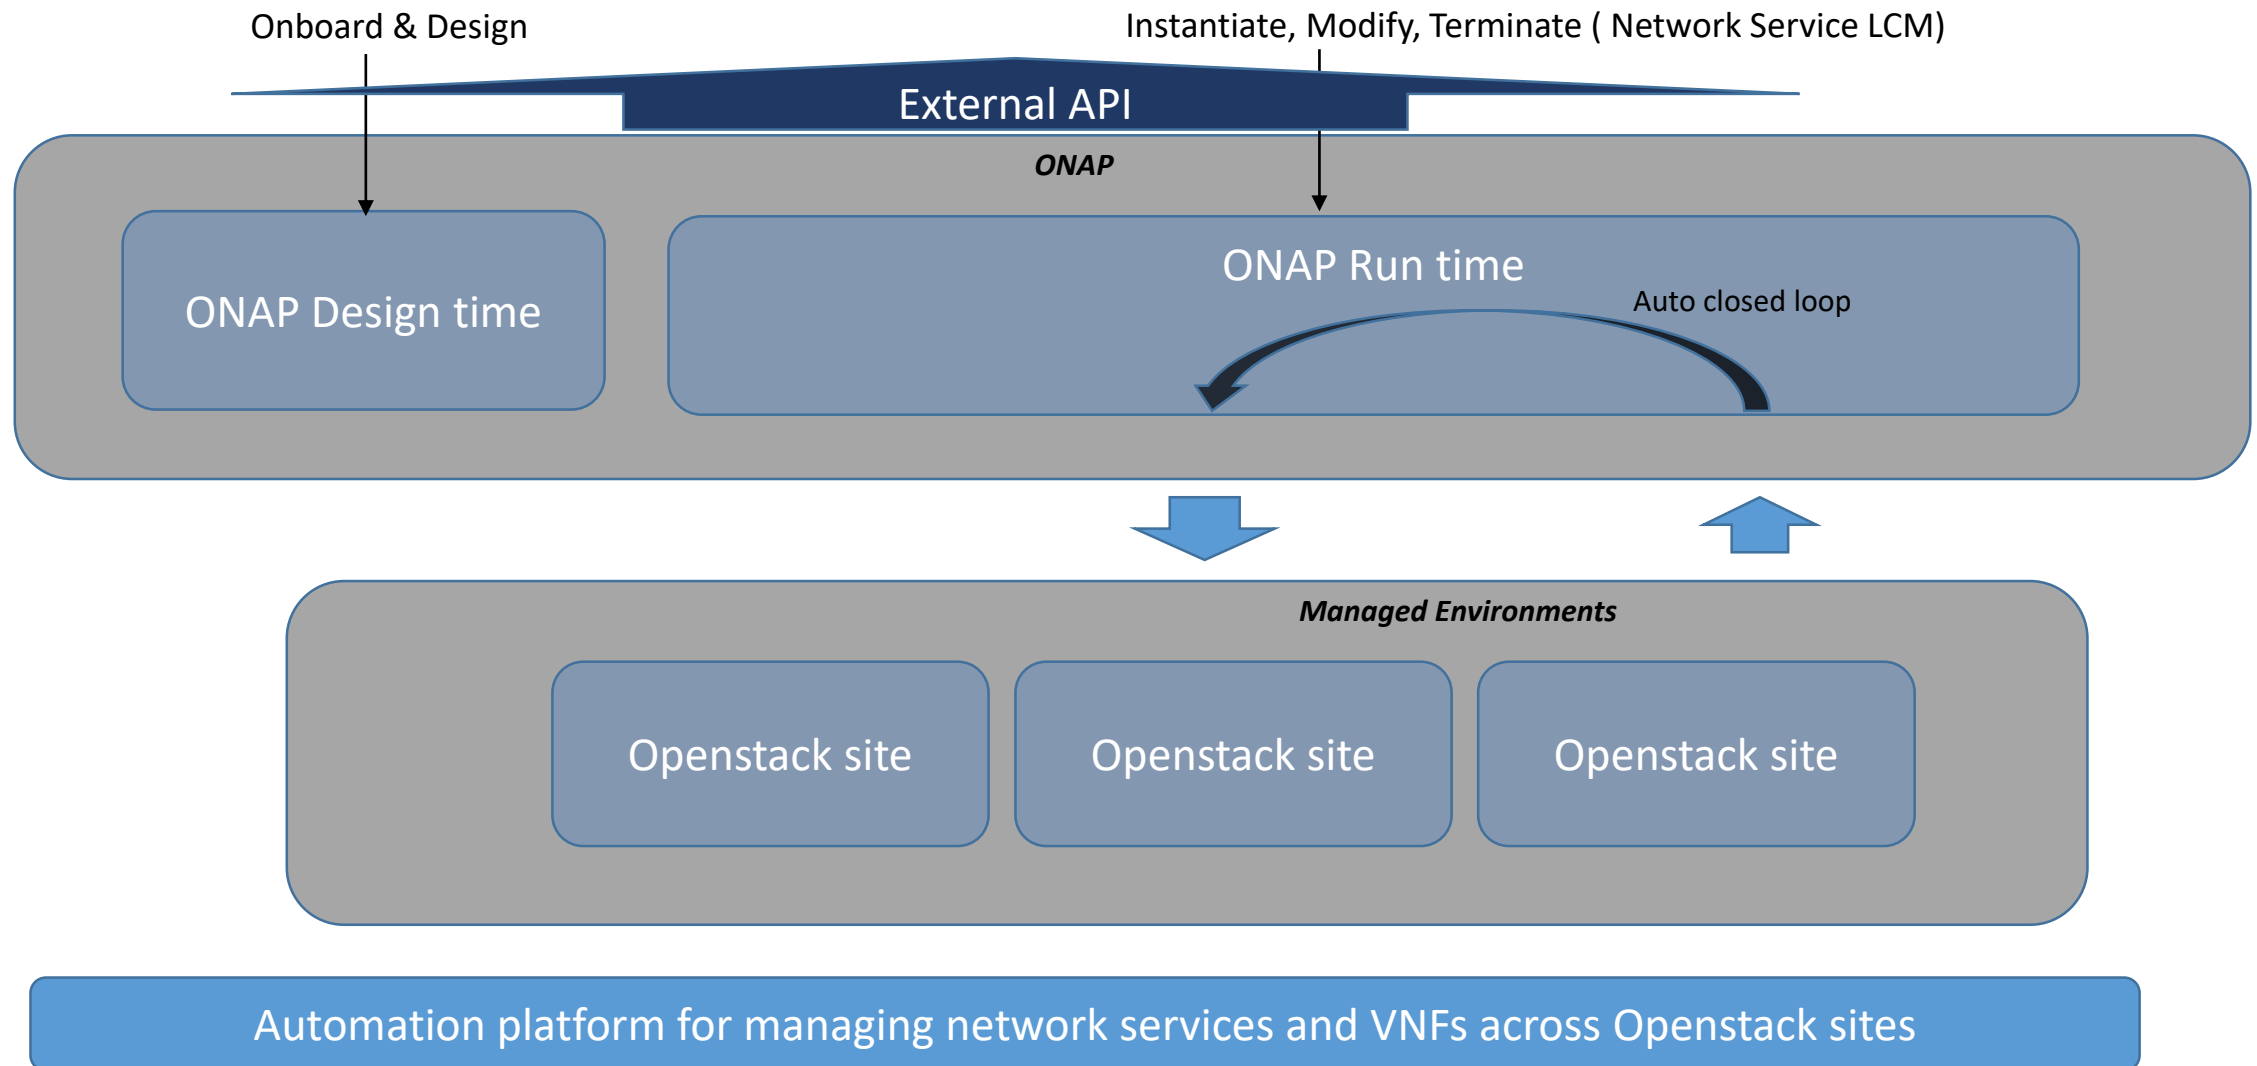 Onboard & Design
Instantiate, Modify, Terminate ( Network Service LCM)
External API
ONAP
ONAP Design time
ONAP Run time
Auto closed loop
Managed Environments
Openstack site
Openstack site
Openstack site
Automation platform for managing network services and VNFs across Openstack sites